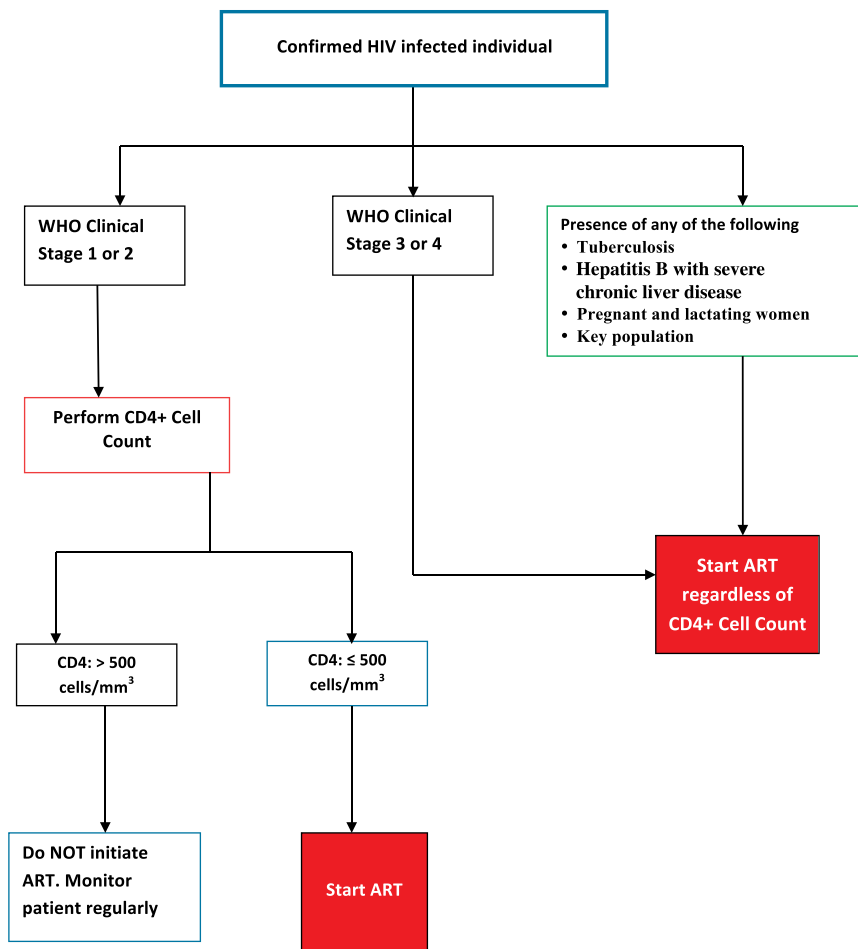 Confirmed HIV infected individual
WHO Clinical
Stage 1 or 2
WHO Clinical
Stage 3 or 4
Presence of any of the following
• Tuberculosis
• Hepatitis B with severe
chronic liver disease
• Pregnant and lactating women
• Key population
Perform CD4+ Cell
Count
Start ART
regardless of
CD4+ Cell Count
CD4: > 500
cells/mm³
CD4: ≤ 500
cells/mm³
Do NOT initiate
ART. Monitor
patient regularly
Start ART